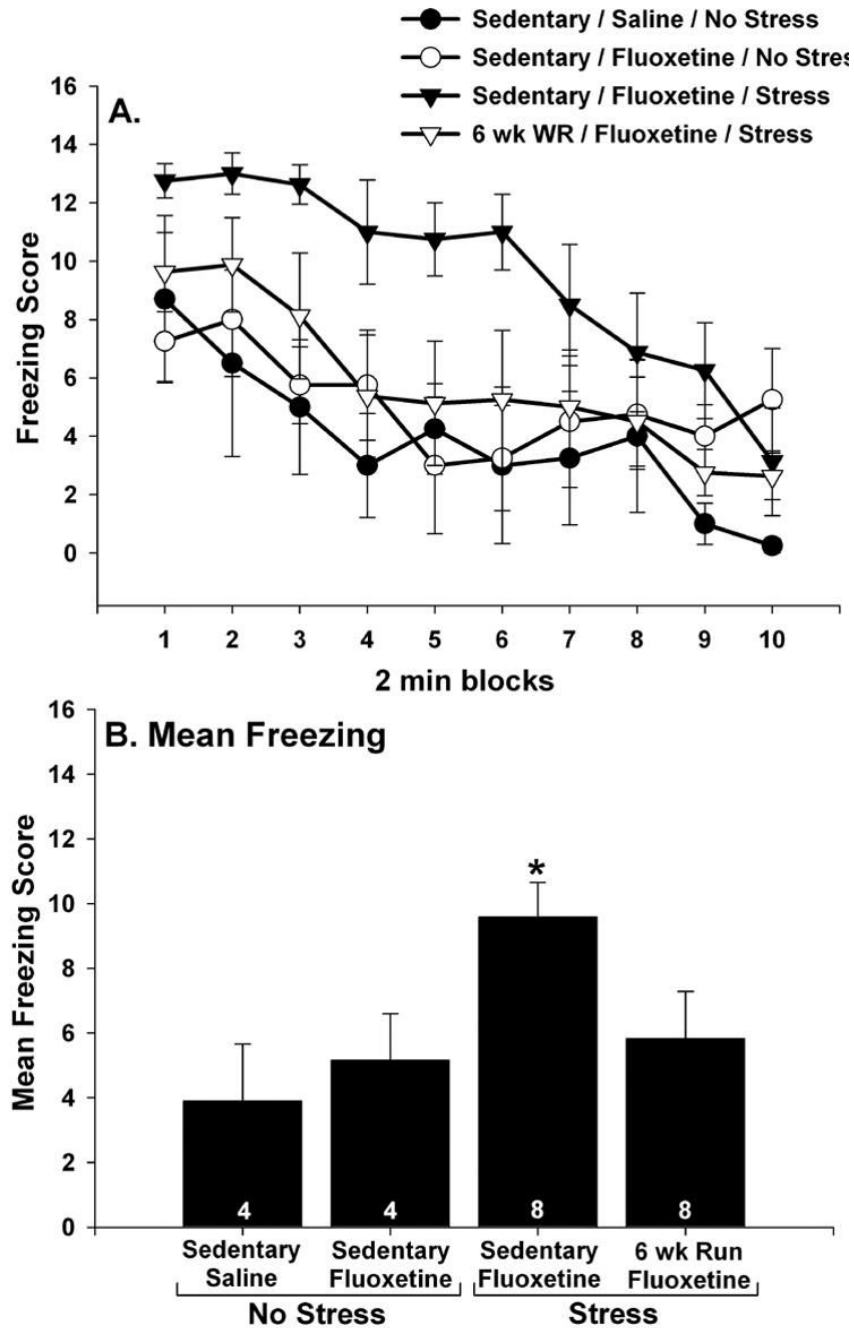 Sedentary / Saline / No Stress
Sedentary / Fluoxetine / No Stres
Sedentary / Fluoxetine / Stress
6 wk WR / Fluoxetine / Stress
A.
Freezing Score
16
14
12
10
8
6
4
2
0
1 2 3 4 5 6 7 8 9 10
2 min blocks
B. Mean Freezing
Mean Freezing Score
16
14
12
10
8
6
4
2
0
*
4 4 8 8
Sedentary Sedentary Sedentary 6 wk Run
Saline Fluoxetine Fluoxetine Fluoxetine
No Stress Stress